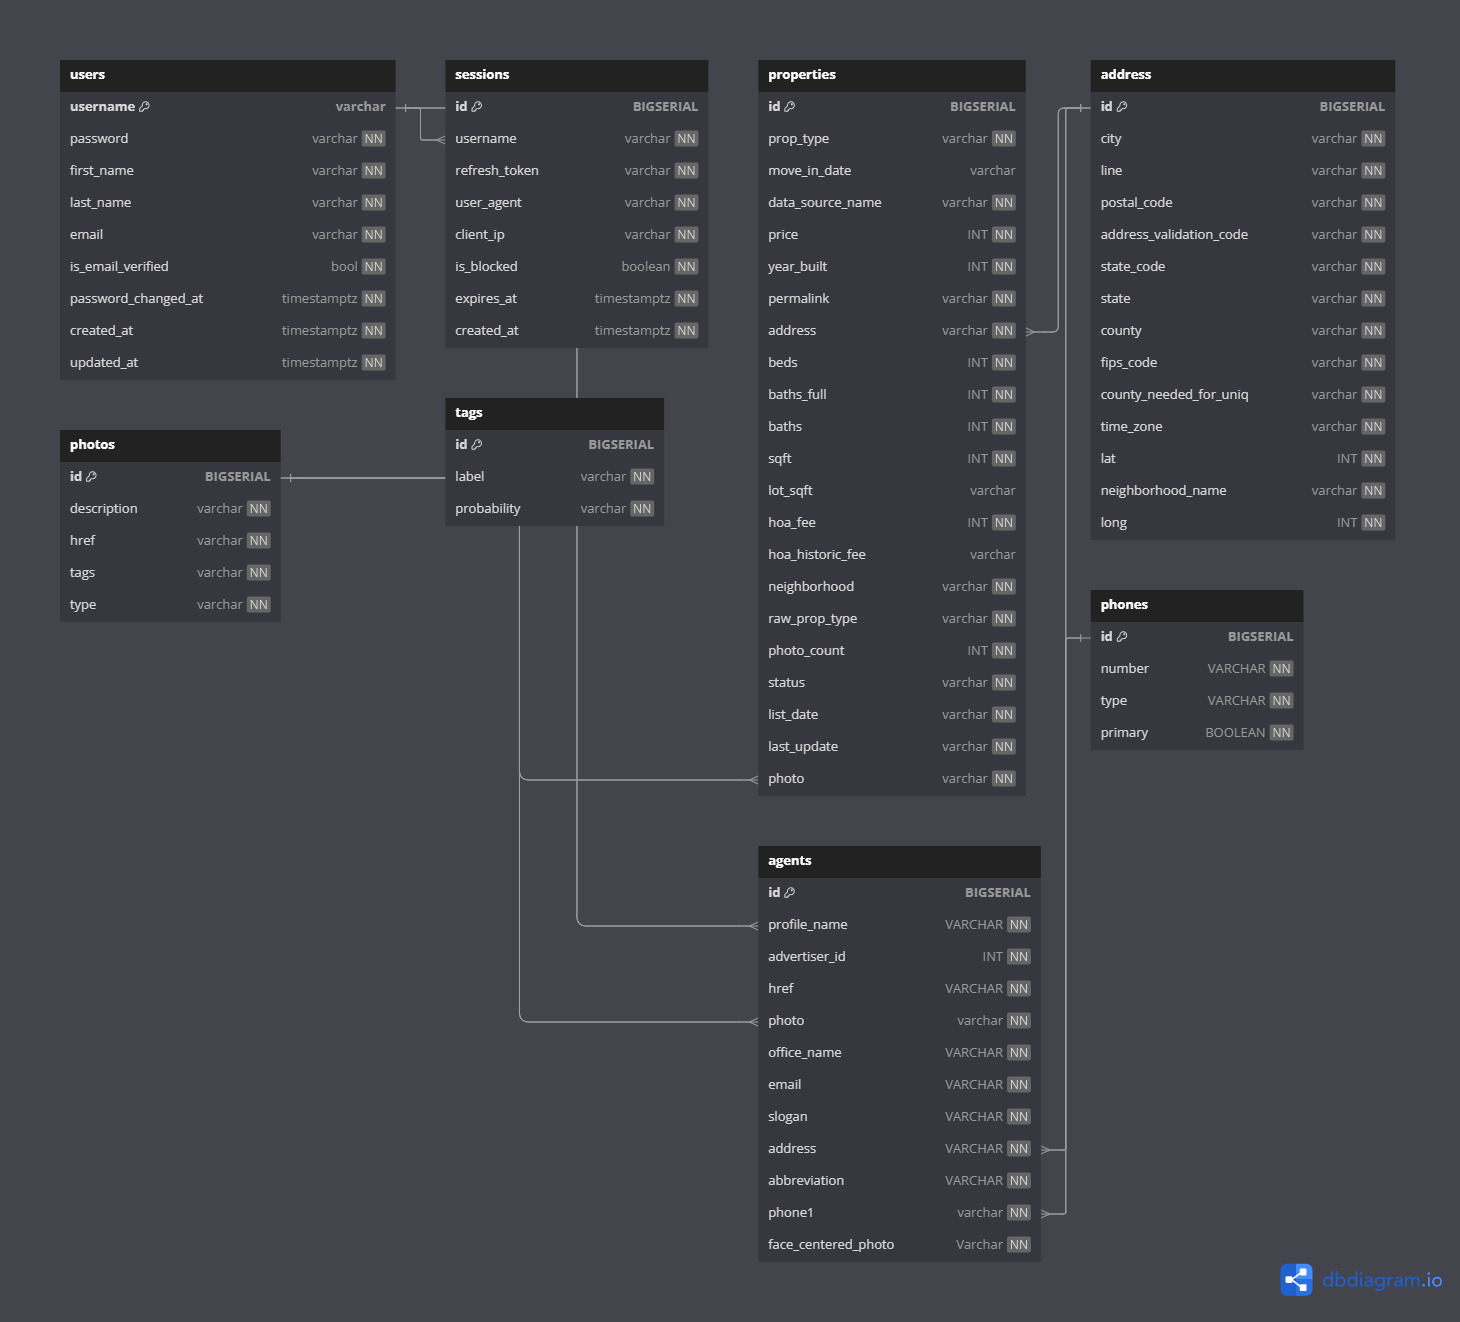 users
username varchar
password varchar NN
first_name varchar NN
last_name varchar NN
email varchar NN
is_email_verified bool NN
password_changed_at timestamptz NN
created_at timestamptz NN
updated_at timestamptz NN
sessions
id BIGSERIAL
username varchar NN
refresh_token varchar NN
user_agent varchar NN
client_ip varchar NN
is_blocked boolean NN
expires_at timestamptz NN
created_at timestamptz NN
properties
id BIGSERIAL
prop_type varchar NN
move_in_date varchar
data_source_name varchar NN
price INT NN
year_built INT NN
permalink varchar NN
address varchar NN
beds INT NN
baths_full INT NN
baths INT NN
sqft INT NN
lot_sqft varchar
hoa_fee INT NN
hoa_historic_fee varchar
neighborhood varchar NN
raw_prop_type varchar NN
photo_count INT NN
status varchar NN
list_date varchar NN
last_update varchar NN
photo varchar NN
address
id BIGSERIAL
city varchar NN
line varchar NN
postal_code varchar NN
address_validation_code varchar NN
state_code varchar NN
state varchar NN
county varchar NN
fips_code varchar NN
county_needed_for_uniq varchar NN
time_zone varchar NN
lat INT NN
neighborhood_name varchar NN
long INT NN
photos
id BIGSERIAL
description varchar NN
href varchar NN
tags varchar NN
type varchar NN
tags
id BIGSERIAL
label varchar NN
probability varchar NN
phones
id BIGSERIAL
number VARCHAR NN
type VARCHAR NN
primary BOOLEAN NN
agents
id BIGSERIAL
profile_name VARCHAR NN
advertiser_id INT NN
href VARCHAR NN
photo varchar NN
office_name VARCHAR NN
email VARCHAR NN
slogan VARCHAR NN
address VARCHAR NN
abbreviation VARCHAR NN
phone1 varchar NN
face_centered_photo Varchar NN
dbdiagram.io